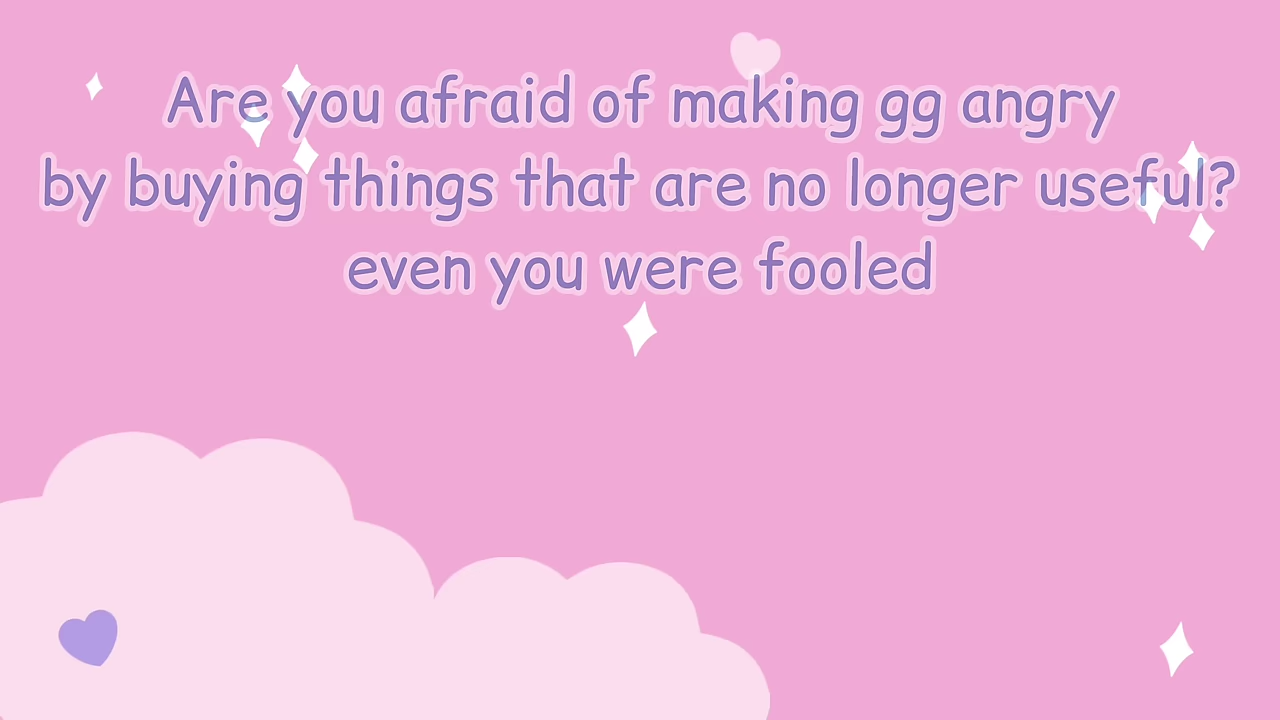 Are you afraid of making gg angry
by buying things that are no longer useful?
even you were fooled